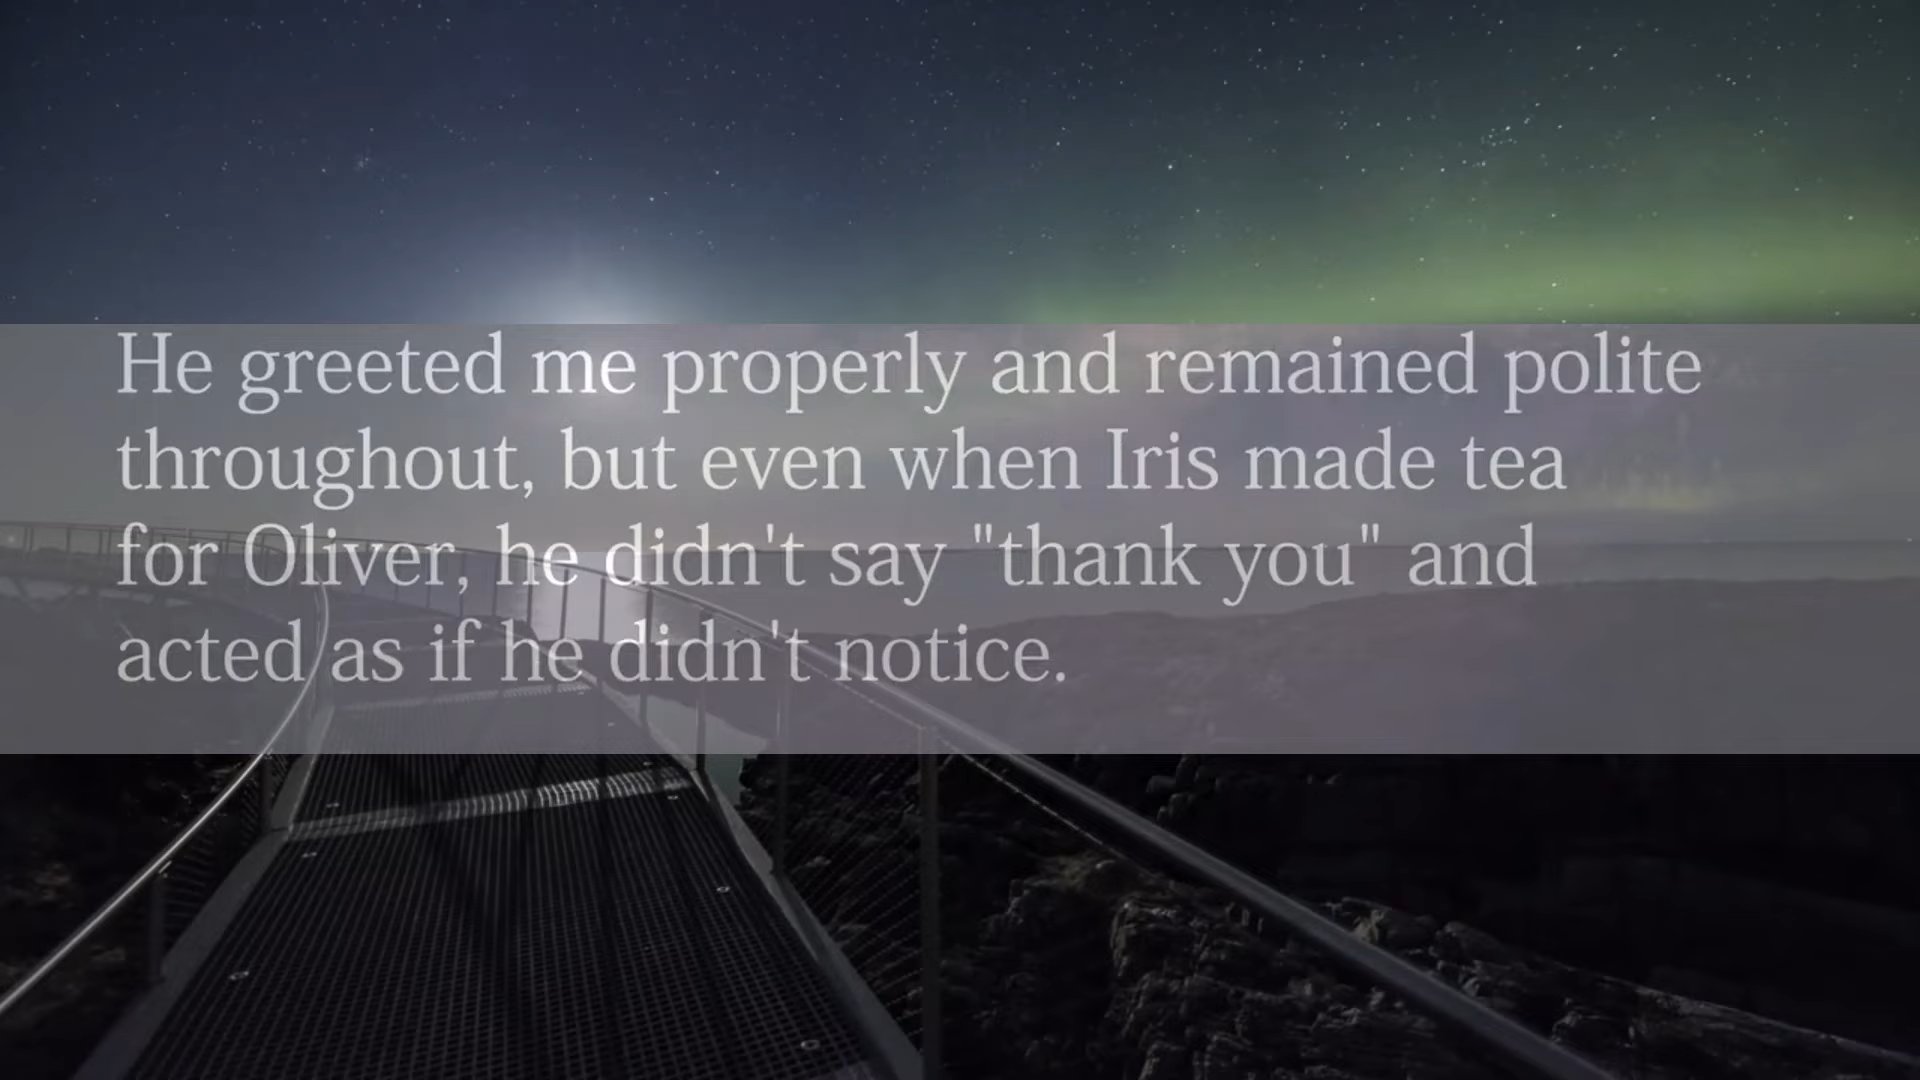 He greeted me properly and remained polite
throughout, but even when Iris made tea
for Oliver, he didn't say "thank you" and
acted as if he didn't notice.